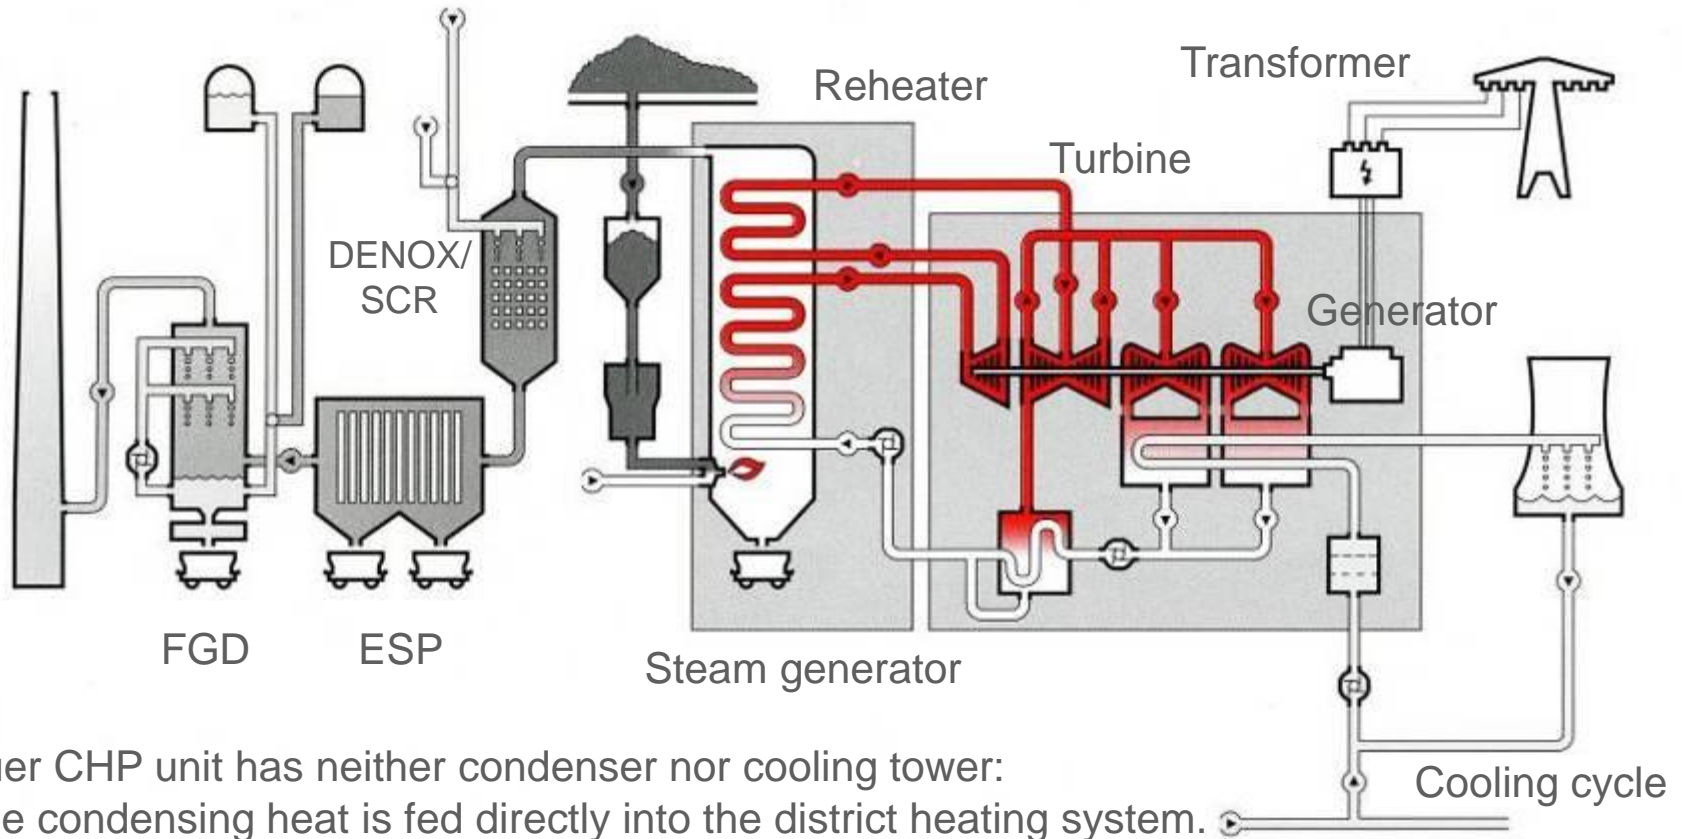 Reheater
Transformer
Turbine
DENOX/
SCR
Generator
FGD
ESP
Steam generator
CHP unit has neither condenser nor cooling tower:
condensing heat is fed directly into the district heating system.
Cooling cycle